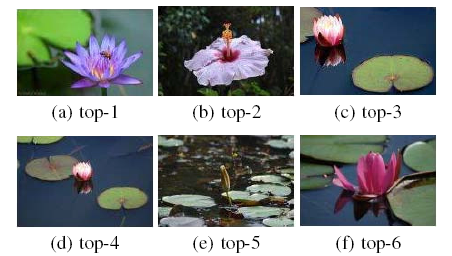 (a) top-1 (b) top-2 (c) top-3
(d) top-4 (e) top-5 (f) top-6